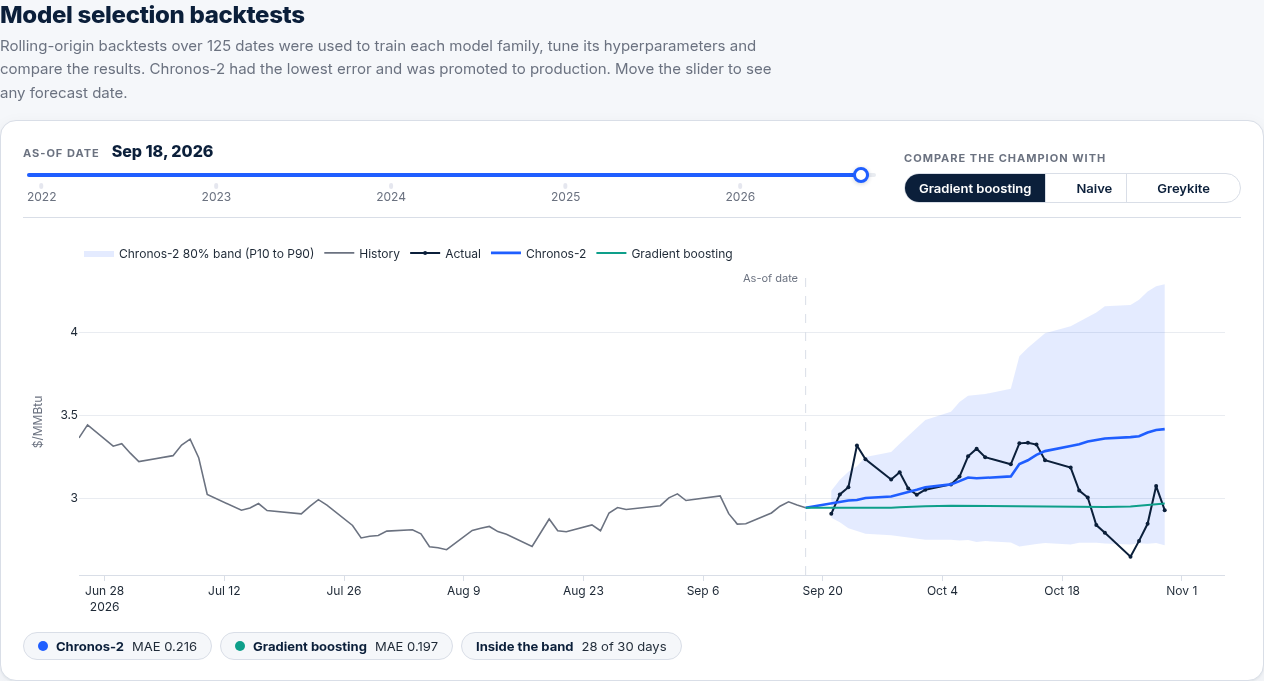 Model selection backtests
Rolling-origin backtests over 125 dates were used to train each model family, tune its hyperparameters and
compare the results. Chronos-2 had the lowest error and was promoted to production. Move the slider to see
any forecast date.
AS-OF DATE Sep 18, 2026
2022 2023 2024 2025 2026
COMPARE THE CHAMPION WITH
Gradient boosting Naive Greykite
Chronos-2 80% band (P10 to P90) History Actual Chronos-2 Gradient boosting
As-of date
4
3.5
3
$/MMBtu
Jun 28 Jul 12 Jul 26 Aug 9 Aug 23 Sep 6 Sep 20 Oct 4 Oct 18 Nov 1
2026
Chronos-2 MAE 0.216 Gradient boosting MAE 0.197 Inside the band 28 of 30 days